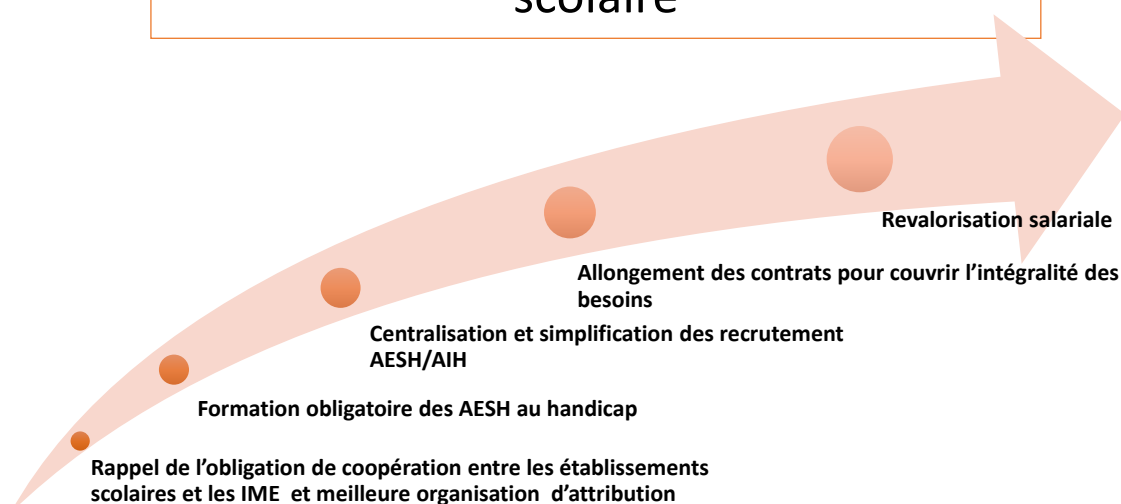 scolaire
Revalorisation salariale
Allongement des contrats pour couvrir l’intégralité des
besoins
Centralisation et simplification des recrutement
AESH/AIH
Formation obligatoire des AESH au handicap
Rappel de l’obligation de coopération entre les établissements
scolaires et les IME et meilleure organisation d’attribution